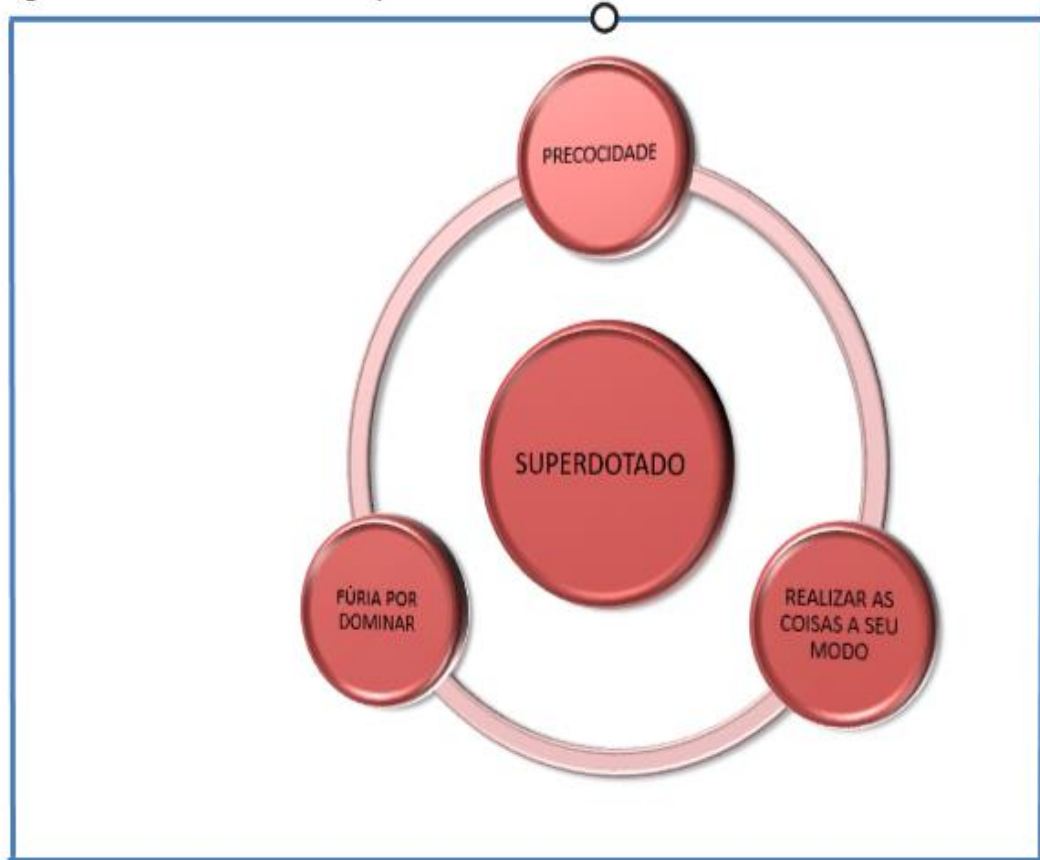 PRECOCIDADE
SUPERDOTADO
FÚRIA POR
DOMINAR
REALIZAR AS
COISAS A SEU
MODO